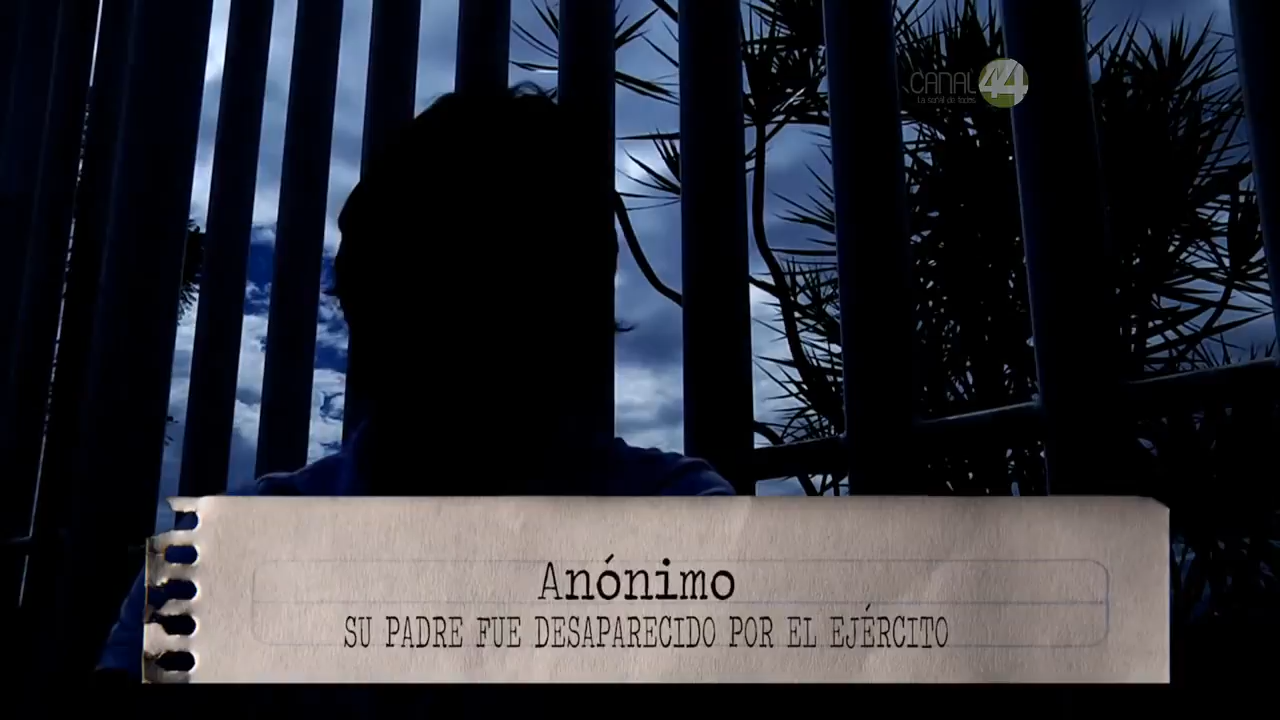 CANAL 44
La señal de todos
Anónimo
SU PADRE FUE DESAPARECIDO POR EL EJÉRCITO